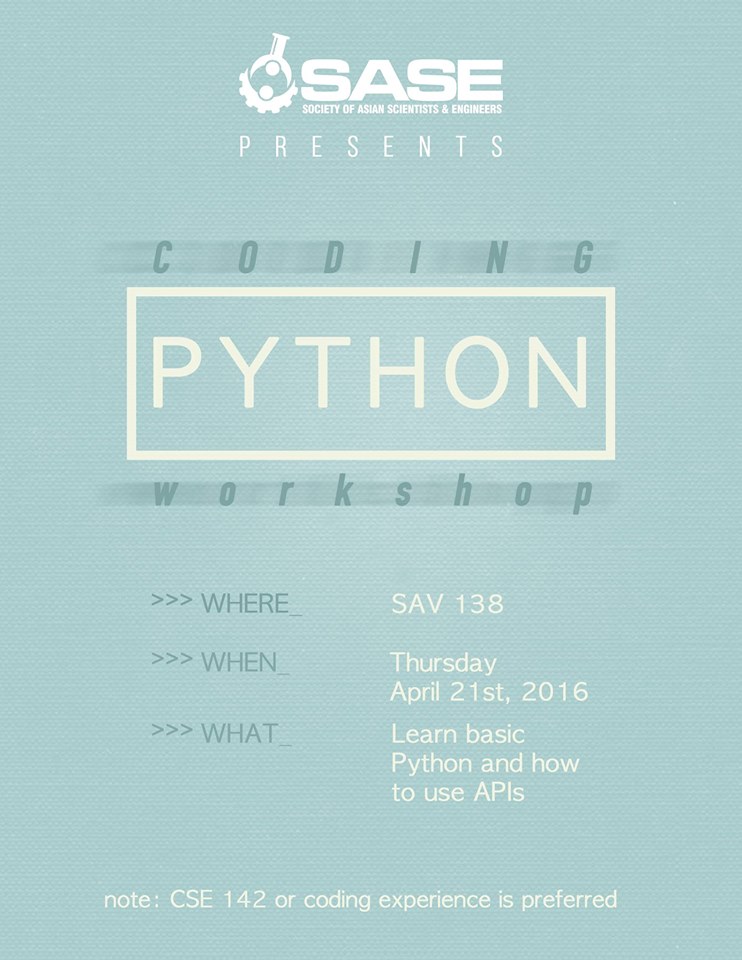 SASE
SOCIETY OF ASIAN SCIENTISTS & ENGINEERS
PRESENTS
CODING
PYTHON
workshop
>>> WHERE_ SAV 138
>>> WHEN_ Thursday
April 21st, 2016
>>> WHAT_ Learn basic
Python and how
to use APIs
note: CSE 142 or coding experience is preferred